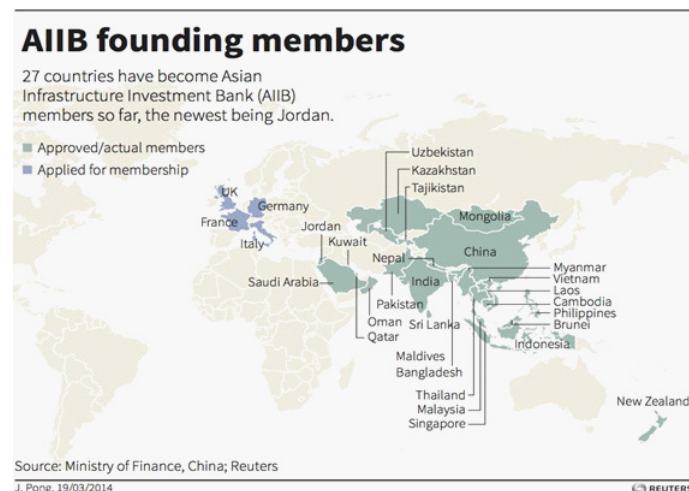 AIIB founding members
27 countries have become Asian
Infrastructure Investment Bank (AIIB)
members so far, the newest being Jordan.
Approved/actual members
Applied for membership
Uzbekistan
Kazakhstan
Tajikistan
UK
Germany
France
Italy
Jordan
Kuwait
Saudi Arabia
Mongolia
China
Nepal
India
Pakistan
Oman
Qatar
Sri Lanka
Maldives
Bangladesh
Myanmar
Vietnam
Laos
Cambodia
Philippines
Brunei
Indonesia
Thailand
Malaysia
Singapore
New Zealand
Source: Ministry of Finance, China; Reuters
J. Pong, 19/03/2014
REUTERS